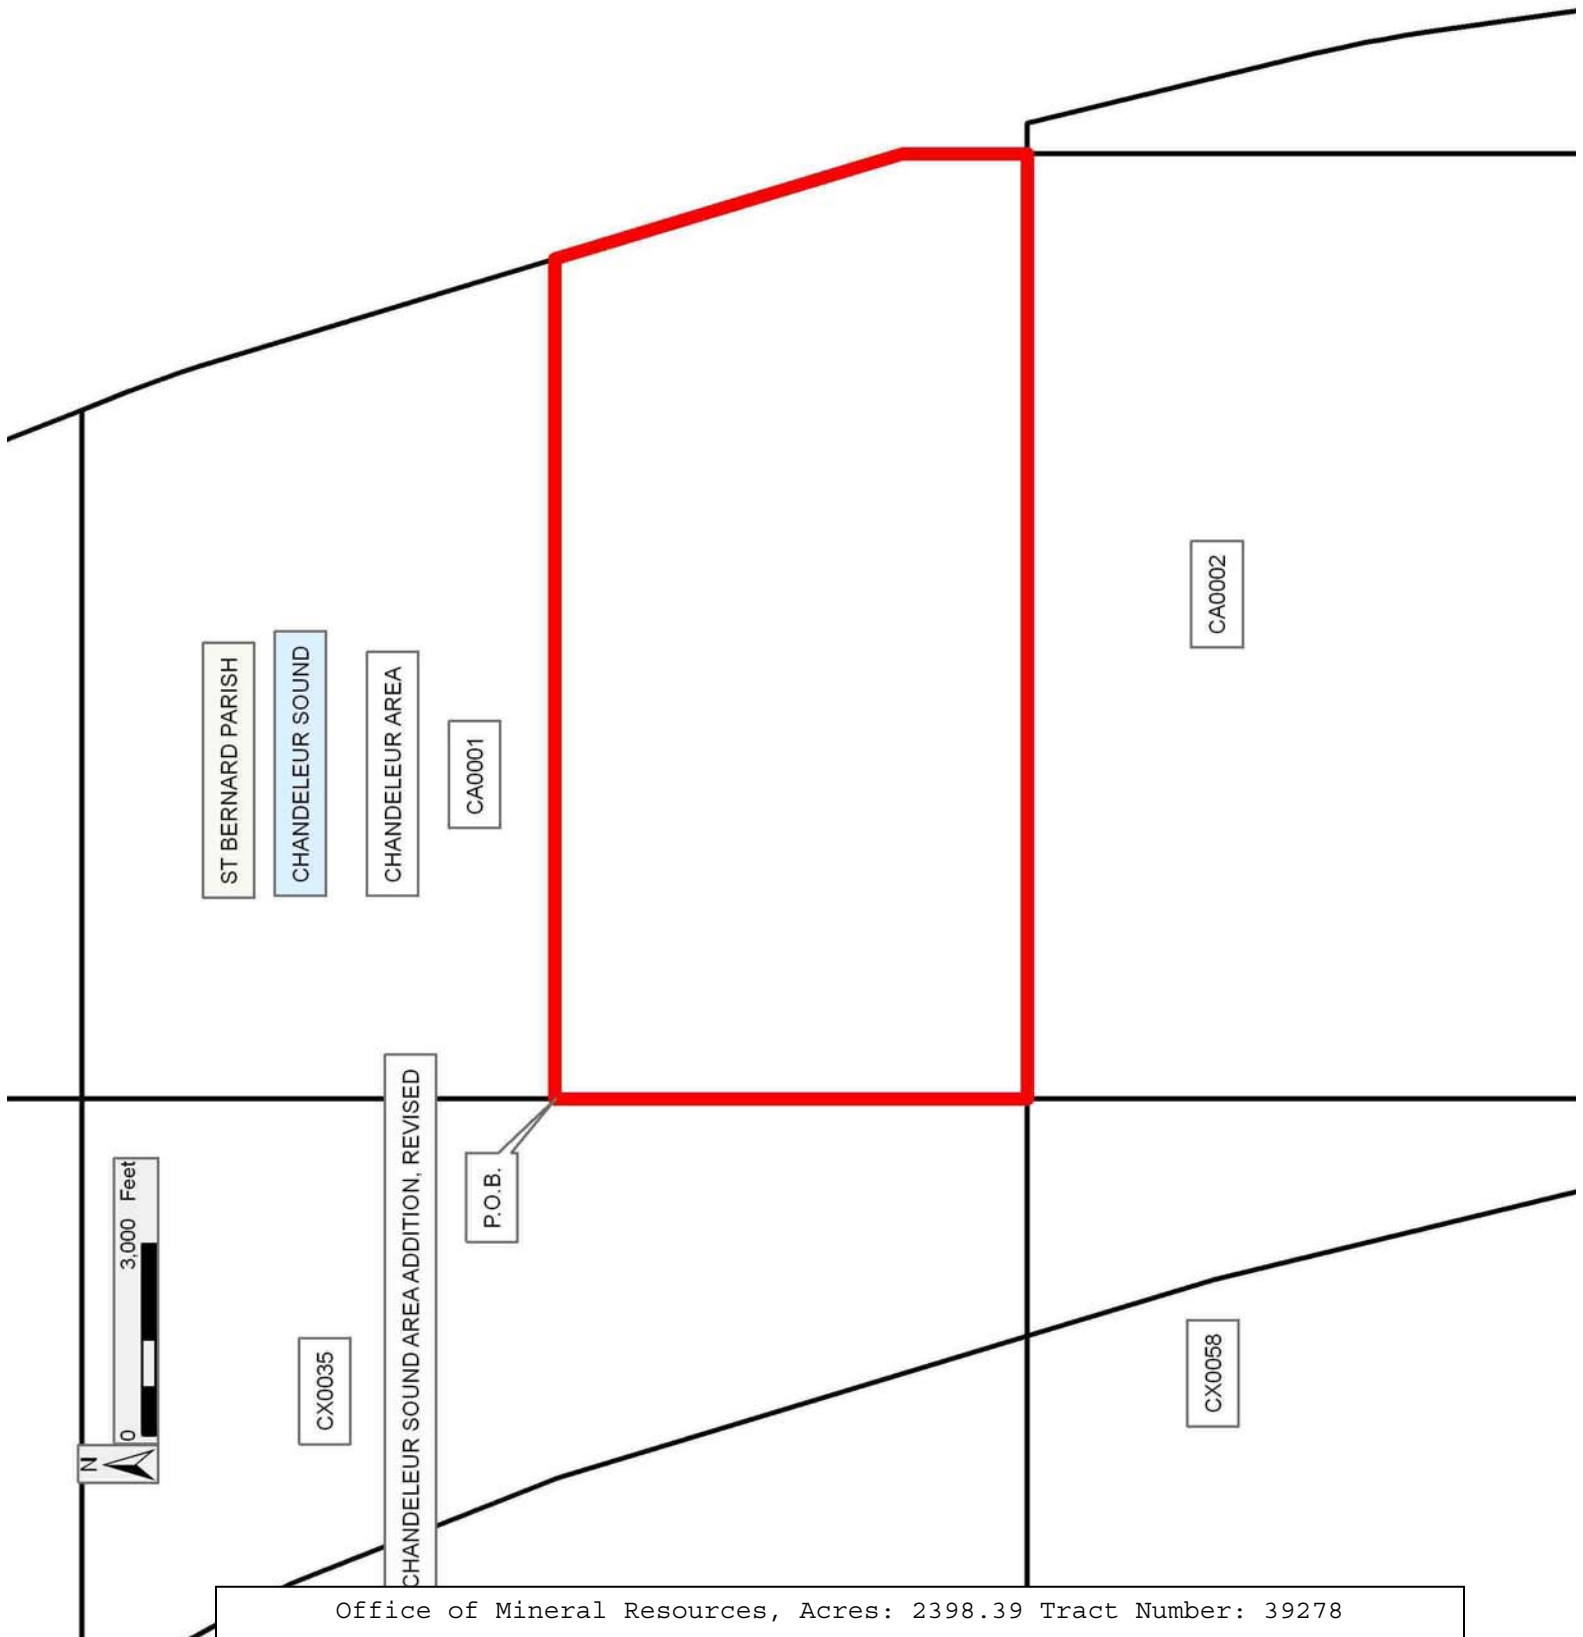 ST BERNARD PARISH
CHANDELEUR SOUND
CHANDELEUR AREA
CA0001
CA0002
CHANDELEUR SOUND AREA ADDITION, REVISED
P.O.B.
0 3,000 Feet
N
CX0035
CX0058
Office of Mineral Resources, Acres: 2398.39 Tract Number: 39278